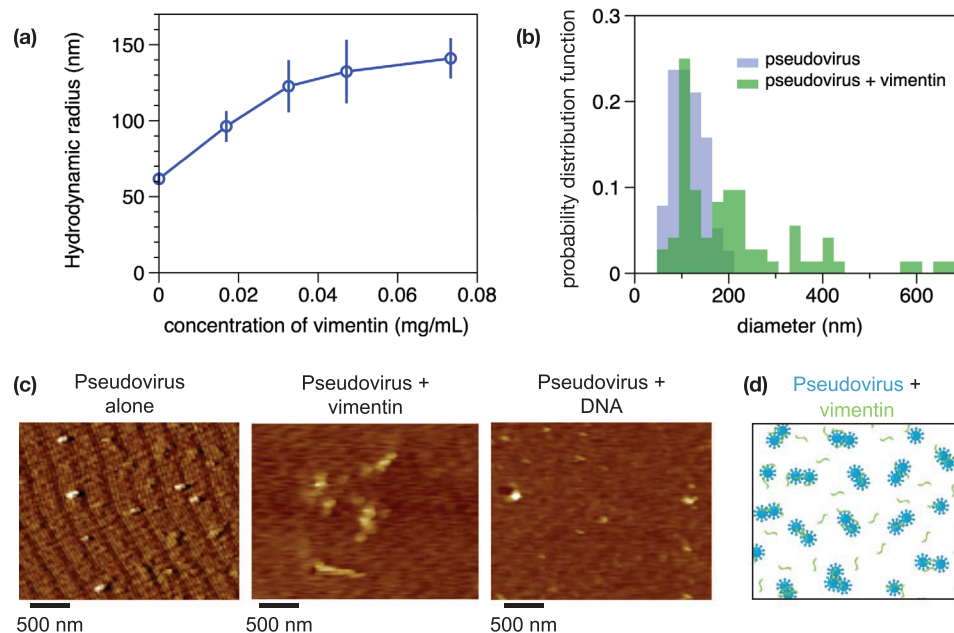 (a)
Hydrodynamic radius (nm)
150
100
50
0
0 0.02 0.04 0.06 0.08
concentration of vimentin (mg/mL)
(b)
probability distribution function
0.3
0.2
0.1
0
pseudovirus
pseudovirus + vimentin
0 200 400 600
diameter (nm)
(c)
Pseudovirus
alone
Pseudovirus +
vimentin
Pseudovirus +
DNA
500 nm
500 nm
500 nm
(d)
Pseudovirus +
vimentin